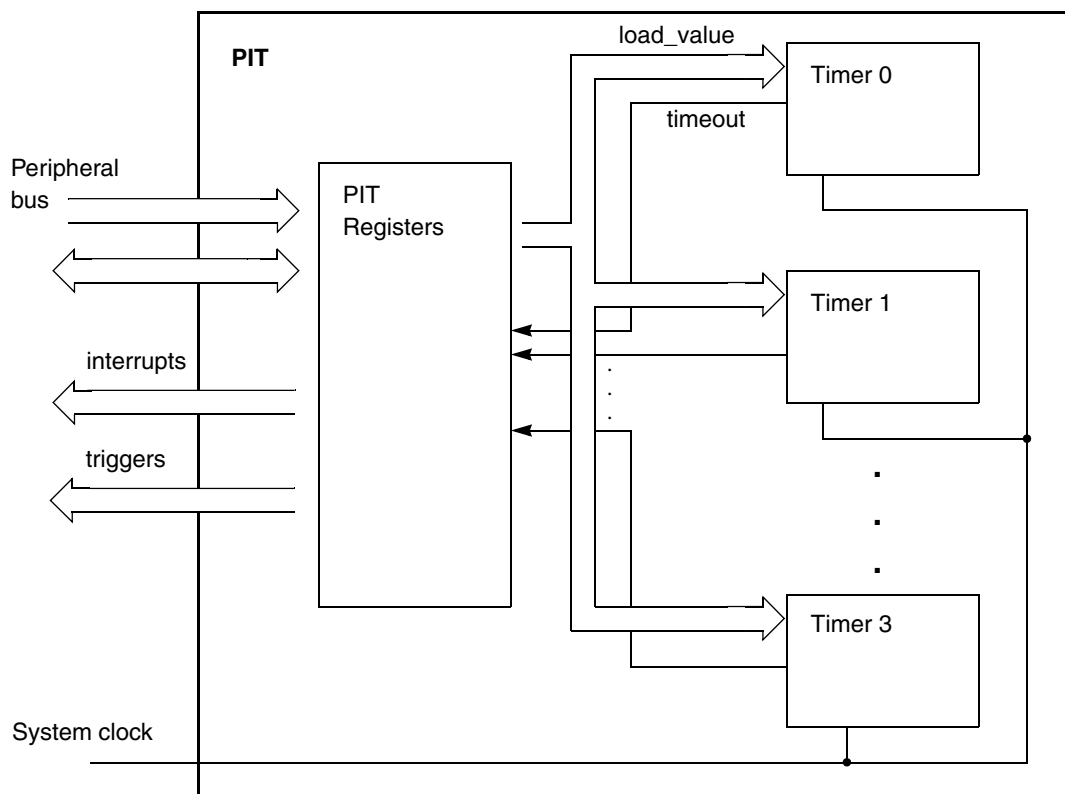 PIT
load_value
Timer 0
timeout
Peripheral
bus
PIT
Registers
Timer 1
interrupts
triggers
Timer 3
System clock